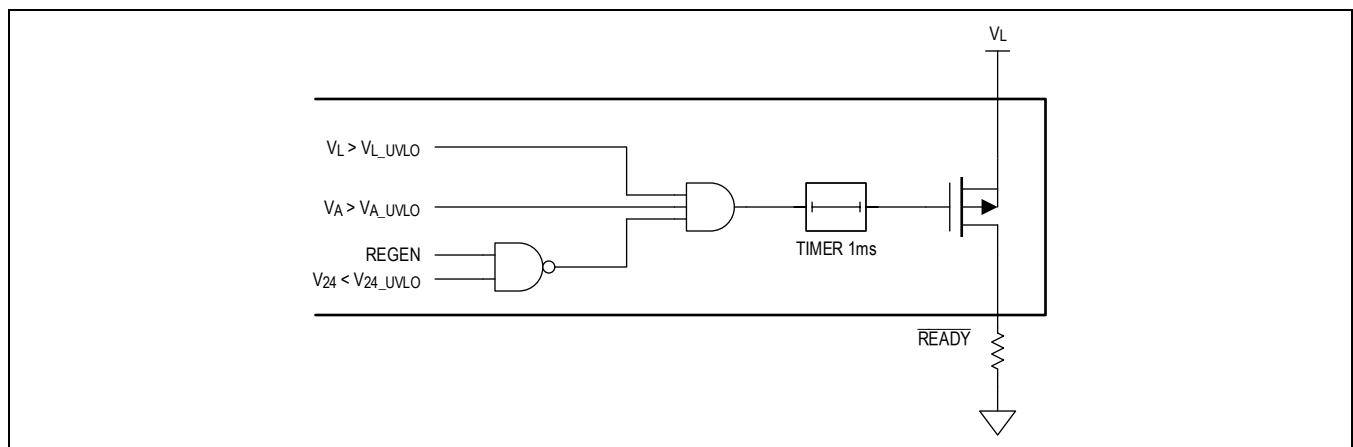 VL
VL > VL_UVLO
VA > VA_UVLO
REGEN
V24 < V24_UVLO
TIMER 1ms
READY